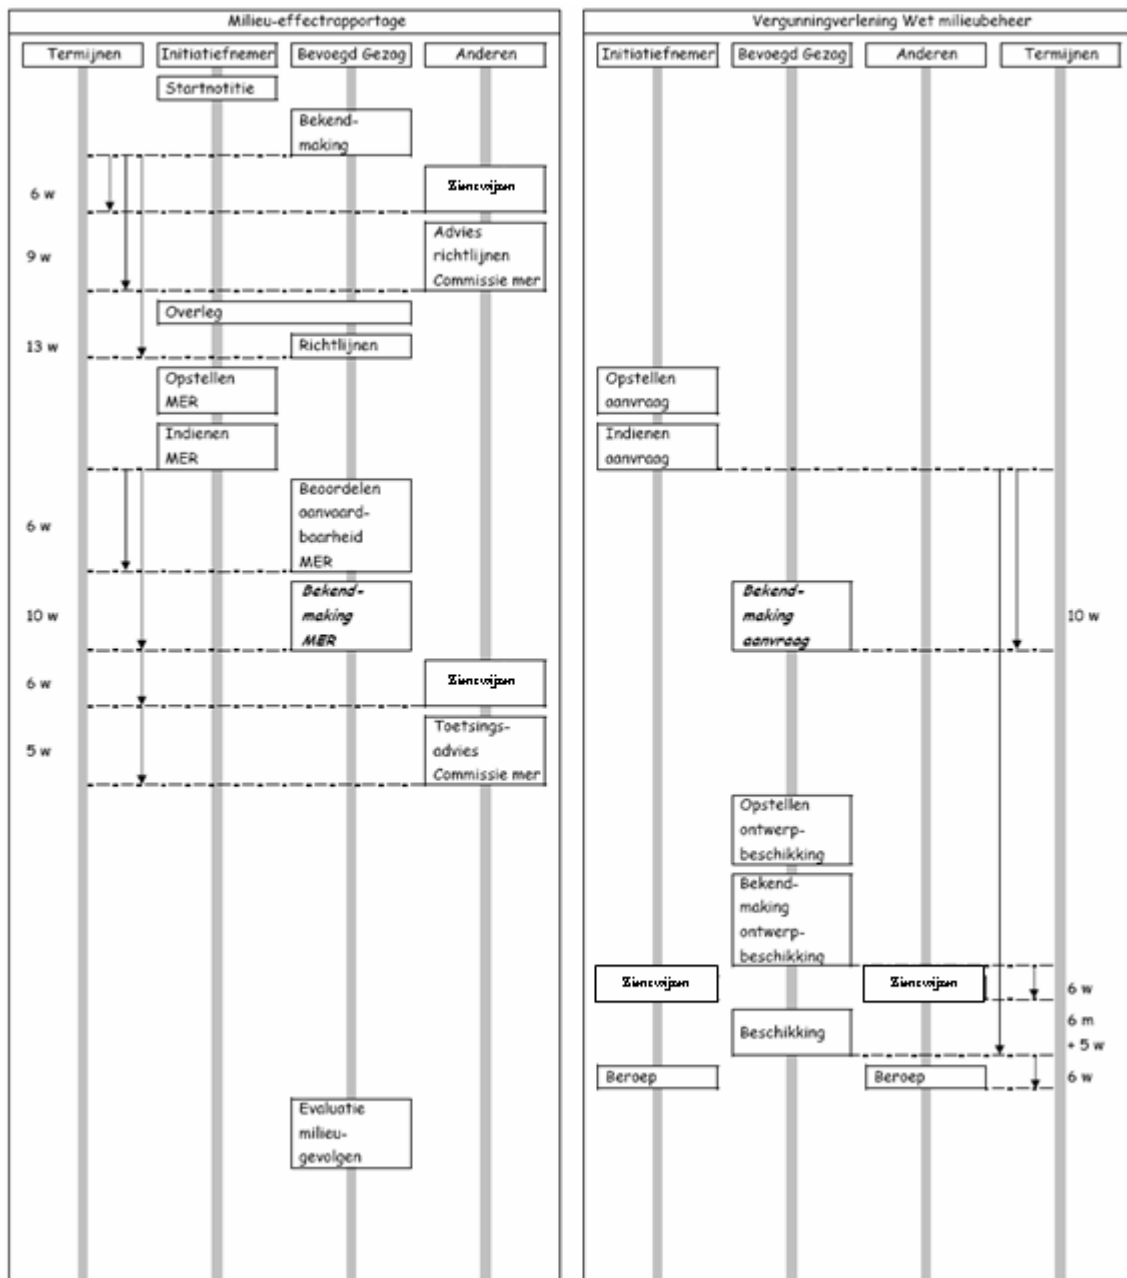 Milieu-effectrapportage
Termijnen
Initiatiefnemer
Bevoegd Gezag
Anderen
Startnotitie
Bekend-
making
6 w
Zienswijzen
9 w
Advies
richtlijnen
Commissie mer
Overleg
13 w
Richtlijnen
Opstellen
MER
Indienen
MER
6 w
Beoordelen
aanvaard-
baarheid
MER
10 w
Bekend-
making
MER
6 w
Zienswijzen
5 w
Toetsings-
advies
Commissie mer
Evaluatie
milieu-
gevolgen
Vergunningverlening Wet milieubeheer
Initiatiefnemer
Bevoegd Gezag
Anderen
Termijnen
Opstellen
aanvraag
Indienen
aanvraag
Bekend-
making
aanvraag
10 w
Opstellen
ontwerp-
beschikking
Bekend-
making
ontwerp-
beschikking
Zienswijzen
Zienswijzen
6 w
Beschikking
6 m
+ 5 w
Beroep
Beroep
6 w